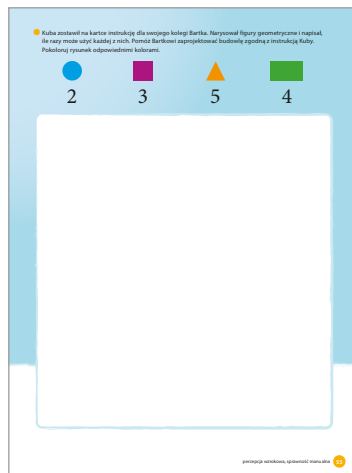 Kuba zostawił na kartce instrukcję dla swojego kolegi Bartka. Narysował figury geometryczne i napisał,
ile razy może użyć każdej z nich. Pomóż Bartkowi zaprojektować budowlę zgodną z instrukcją Kuby.
Pokoloruj rysunek odpowiednimi kolorami.
2 3 5 4
percepcja wzrokowa, sprawność manualna 55